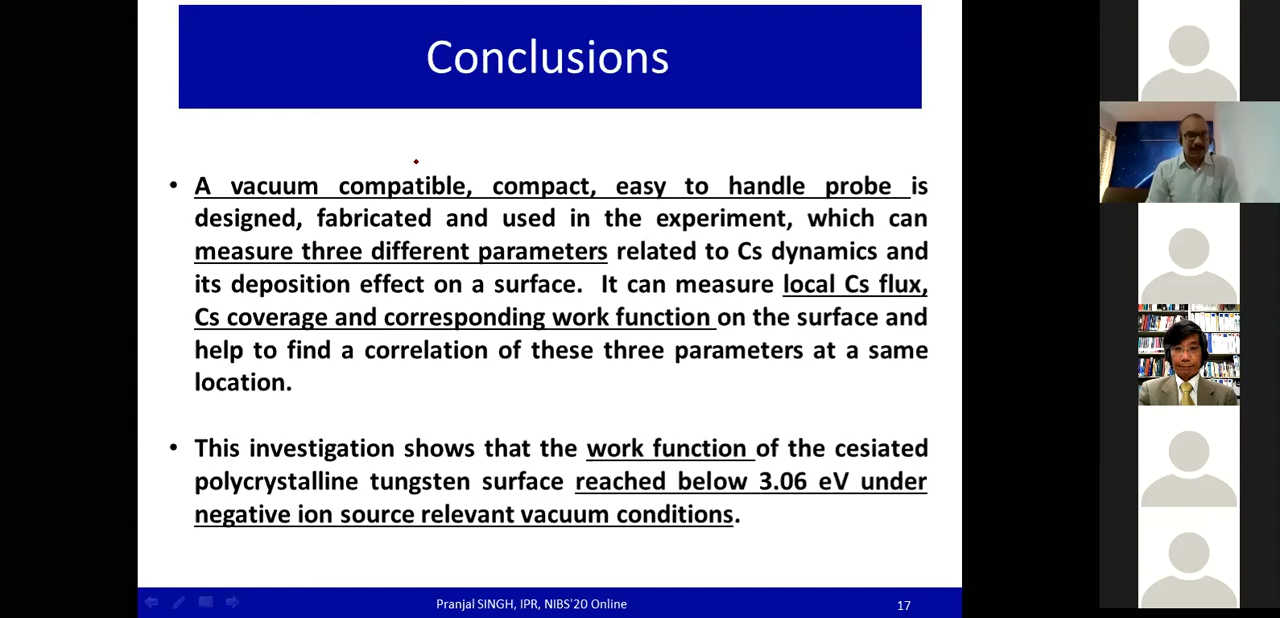 Conclusions
• A vacuum compatible, compact, easy to handle probe is
designed, fabricated and used in the experiment, which can
measure three different parameters related to Cs dynamics and
its deposition effect on a surface. It can measure local Cs flux,
Cs coverage and corresponding work function on the surface and
help to find a correlation of these three parameters at a same
location.
• This investigation shows that the work function of the cesiated
polycrystalline tungsten surface reached below 3.06 eV under
negative ion source relevant vacuum conditions.
Pranjal SINGH, IPR, NIBS'20 Online
17